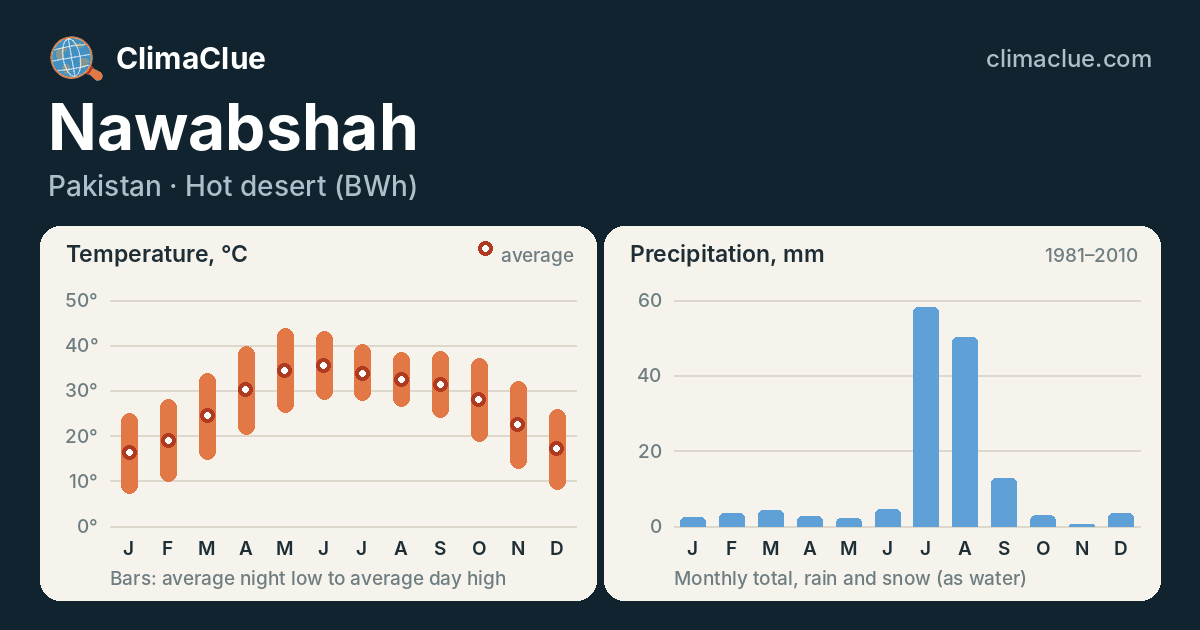 ClimaClue
climaclue.com
Nawabshah
Pakistan · Hot desert (BWh)
Temperature, °C
average
50°
40°
30°
20°
10°
0°
J F M A M J J A S O N D
Bars: average night low to average day high
Precipitation, mm
1981–2010
60
40
20
0
J F M A M J J A S O N D
Monthly total, rain and snow (as water)